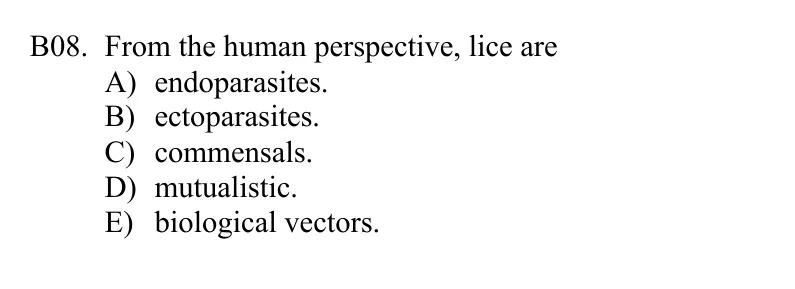 B08. From the human perspective, lice are
A) endoparasites.
B) ectoparasites.
C) commensals.
D) mutualistic.
E) biological vectors.